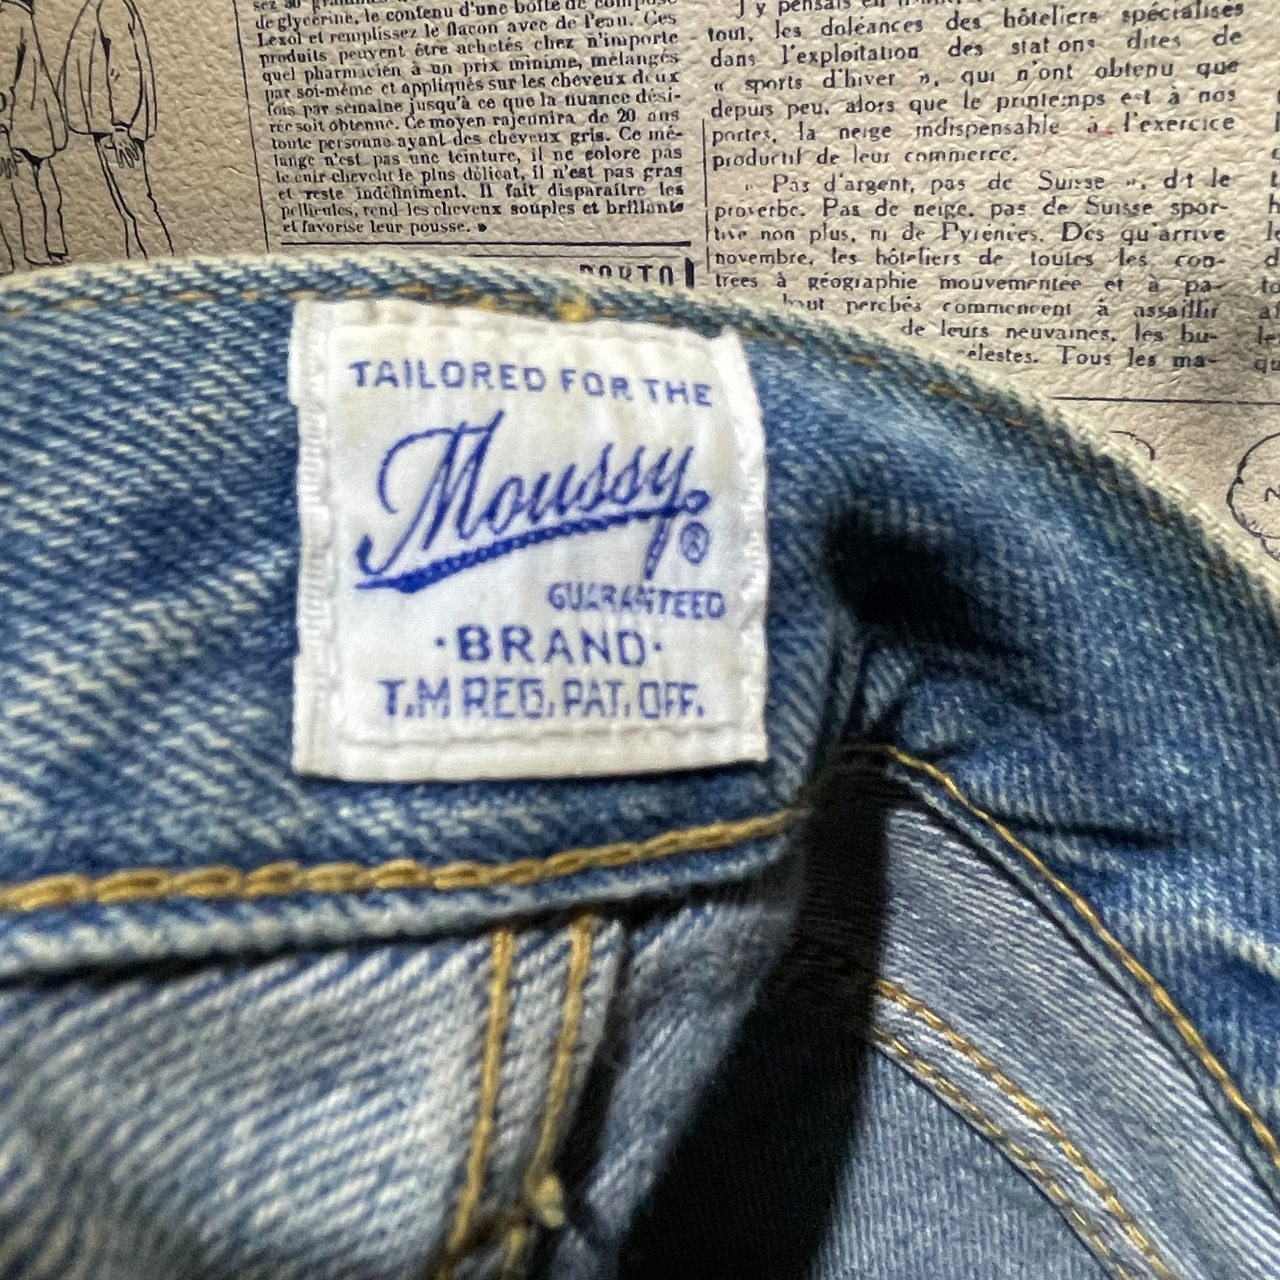 de glycérine, le contenu d'une boîte de
Lexol et remplissez le flacon avec de l'eau. Ces
produits peuvent être achetés chez n'importe
quel pharmacien à un prix minime, mélangés
par soi-même et appliqués sur les cheveux deux
fois par semaine jusqu'à ce que la nuance dési-
rée soit obtenue. Ce moyen rajeunira de 20 ans
toute personne ayant des cheveux gris. Ce mé-
lange n'est pas une teinture, il ne colore pas
le cuir chevelu le plus délicat, il n'est pas gras
et reste indéfiniment. Il fait disparaître les
pellicules, rend les cheveux souples et brillants
et favorise leur pousse. »
J'y pensais en
tout, les doléances des hôteliers spécialisés
dans l'exploitation des stations dites de
« sports d'hiver », qui n'ont obtenu que
depuis peu, alors que le printemps est à nos
portes, la neige indispensable à l'exercice
productif de leur commerce.
« Pas d'argent, pas de Suisse », dit le
proverbe. Pas de neige, pas de Suisse spor-
tive non plus, ni de Pyrénées. Dès qu'arrive
novembre, les hôteliers de toutes les con-
trées à géographie mouvementée et à pa-
haut perchés commencent à assaillir
de leurs neuvaines, les bu-
élestes. Tous les ma-
TAILORED FOR THE
Moussy®
GUARANTEED
·BRAND·
T.M REG. PAT. OFF.